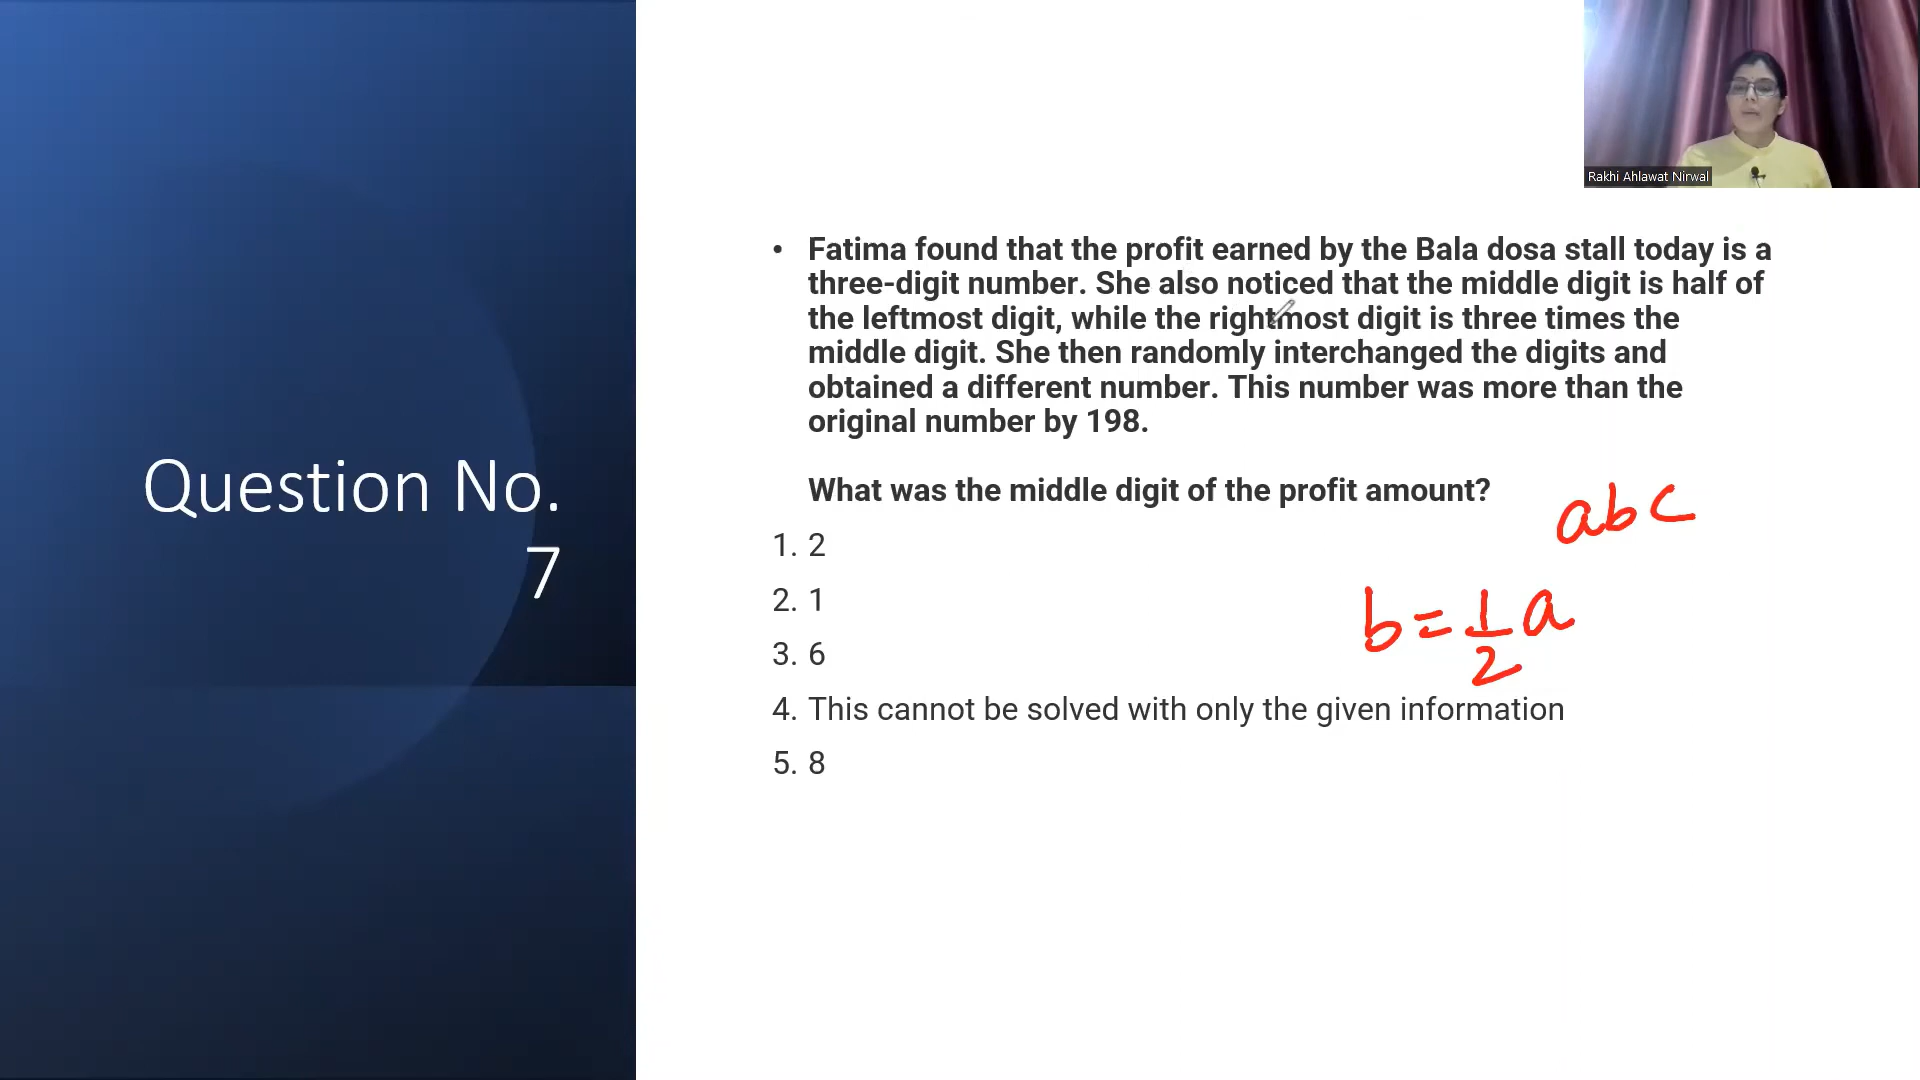 Rakhi Ahlawat Nirwal
Question No.
7
• Fatima found that the profit earned by the Bala dosa stall today is a
three-digit number. She also noticed that the middle digit is half of
the leftmost digit, while the rightmost digit is three times the
middle digit. She then randomly interchanged the digits and
obtained a different number. This number was more than the
original number by 198.
What was the middle digit of the profit amount?
1. 2
2. 1
3. 6
4. This cannot be solved with only the given information
5. 8
abc
b = 1/2 a